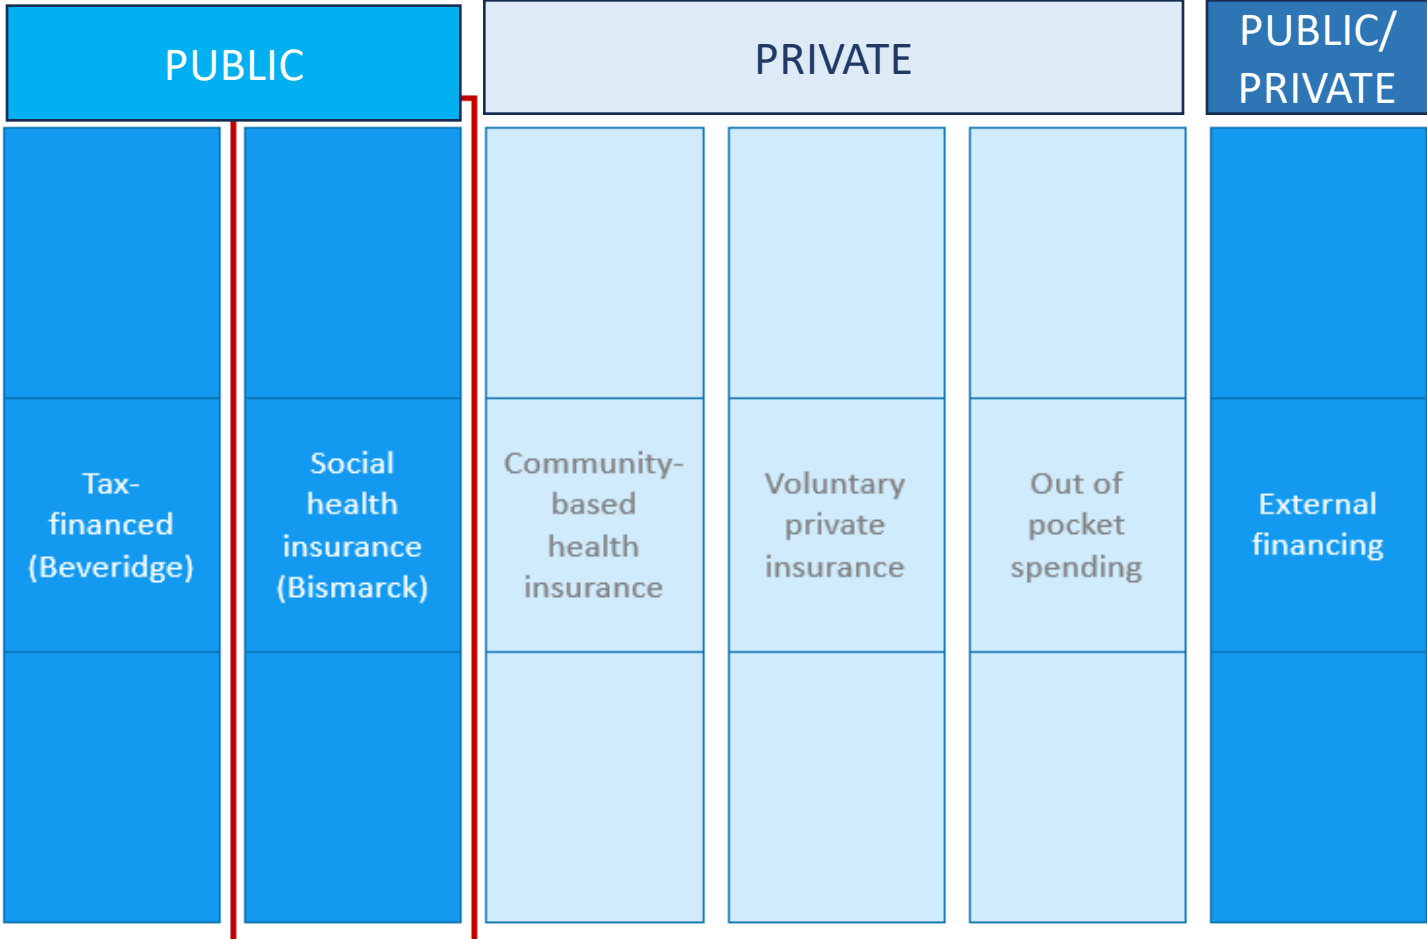 PUBLIC
PRIVATE
PUBLIC/
PRIVATE
Tax-
financed
(Beveridge)
Social
health
insurance
(Bismarck)
Community-
based
health
insurance
Voluntary
private
insurance
Out of
pocket
spending
External
financing